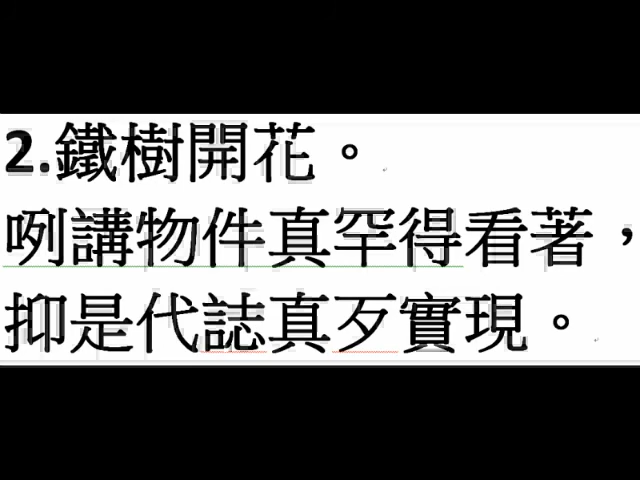 2.鐵樹開花。
咧講物件真罕得看著，
抑是代誌真歹實現。